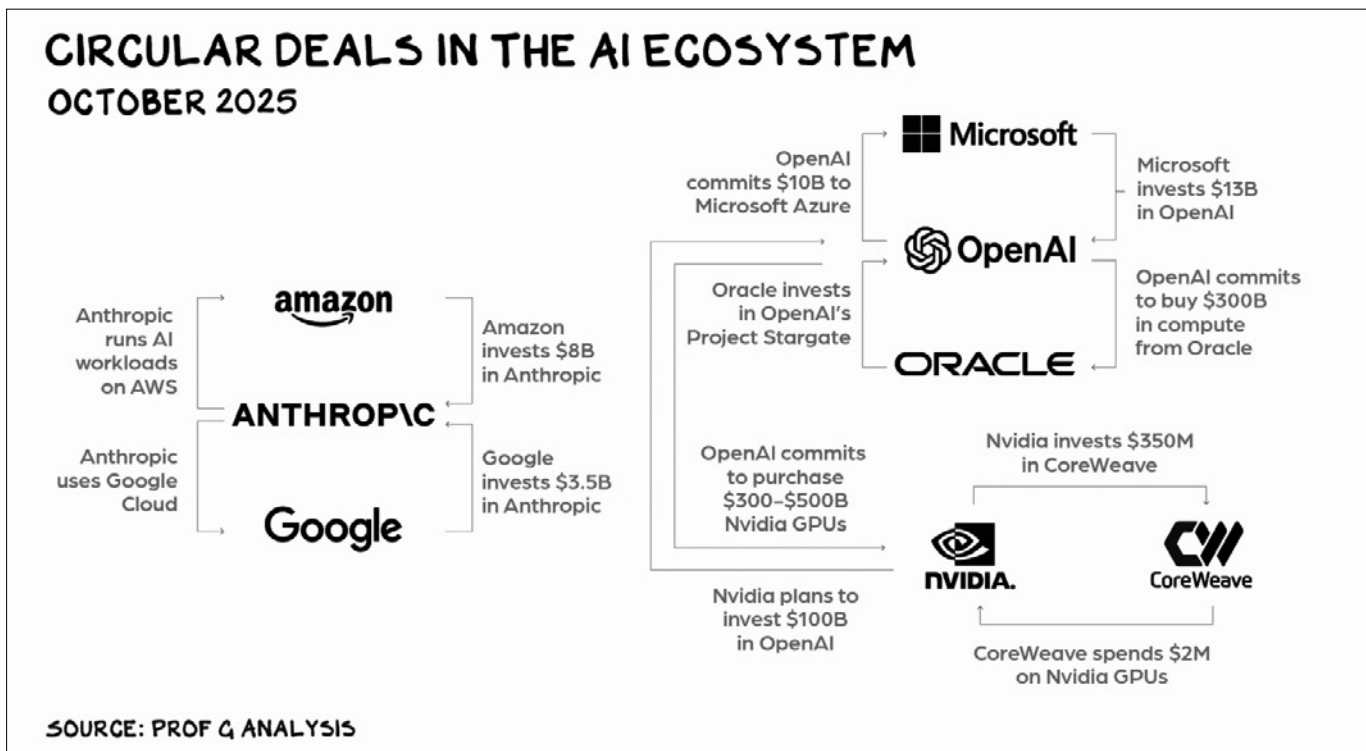 CIRCULAR DEALS IN THE AI ECOSYSTEM
OCTOBER 2025
amazon
Anthropic
runs AI
workloads
on AWS
Amazon
invests $8B
in Anthropic
ANTHROP\C
Anthropic
uses Google
Cloud
Google
invests $3.5B
in Anthropic
Google
Microsoft
OpenAI
commits $10B to
Microsoft Azure
Microsoft
invests $13B
in OpenAI
OpenAI
Oracle invests
in OpenAI's
Project Stargate
OpenAI commits
to buy $300B
in compute
from Oracle
ORACLE
OpenAI commits
to purchase
$300–$500B
Nvidia GPUs
Nvidia plans to
invest $100B
in OpenAI
Nvidia invests $350M
in CoreWeave
NVIDIA.
CW
CoreWeave
CoreWeave spends $2M
on Nvidia GPUs
SOURCE: PROF G ANALYSIS